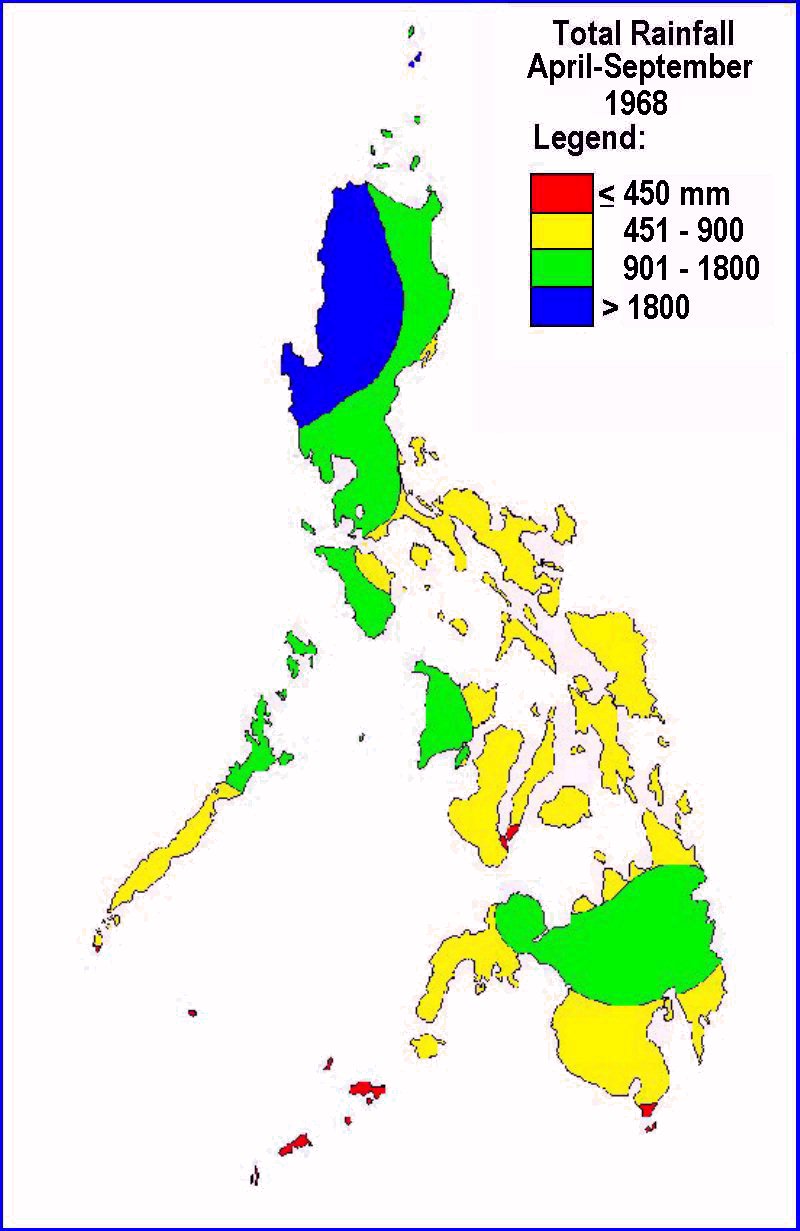 Total Rainfall
April-September
1968
Legend:
≤ 450 mm
451 - 900
901 - 1800
> 1800